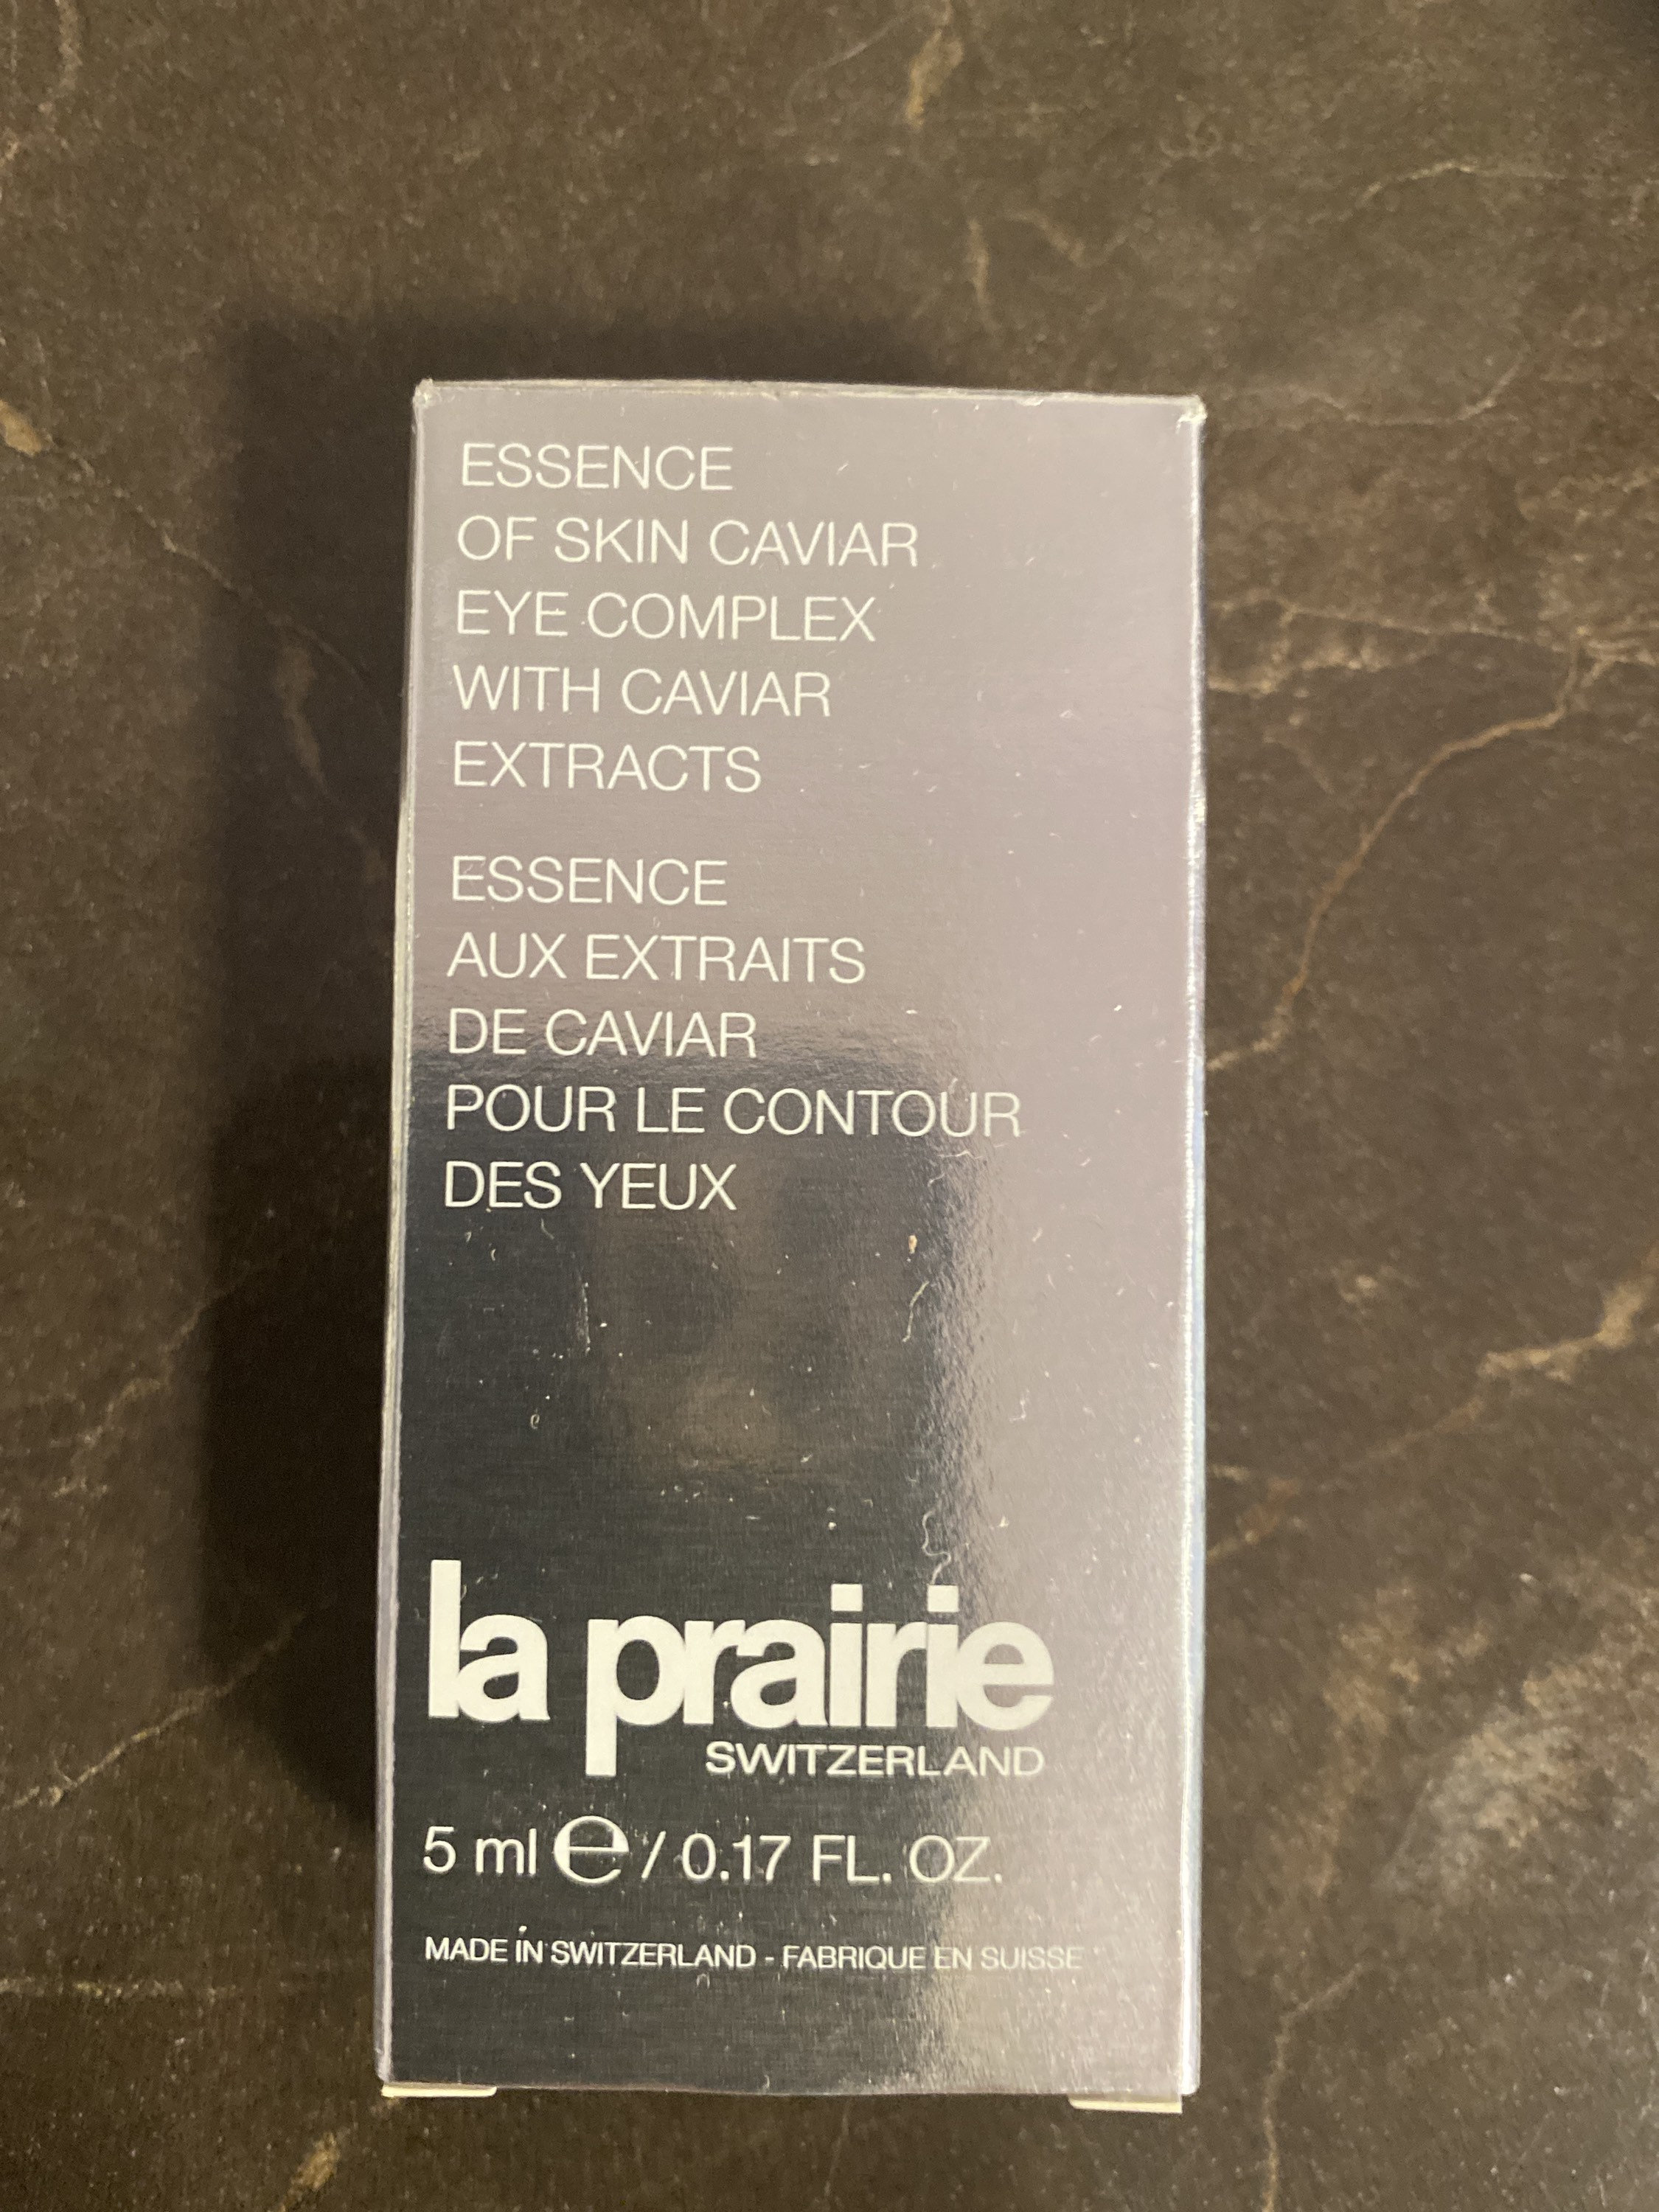 ESSENCE
OF SKIN CAVIAR
EYE COMPLEX
WITH CAVIAR
EXTRACTS
ESSENCE
AUX EXTRAITS
DE CAVIAR
POUR LE CONTOUR
DES YEUX
la prairie
SWITZERLAND
5 ml ℮ / 0.17 FL. OZ.
MADE IN SWITZERLAND - FABRIQUE EN SUISSE